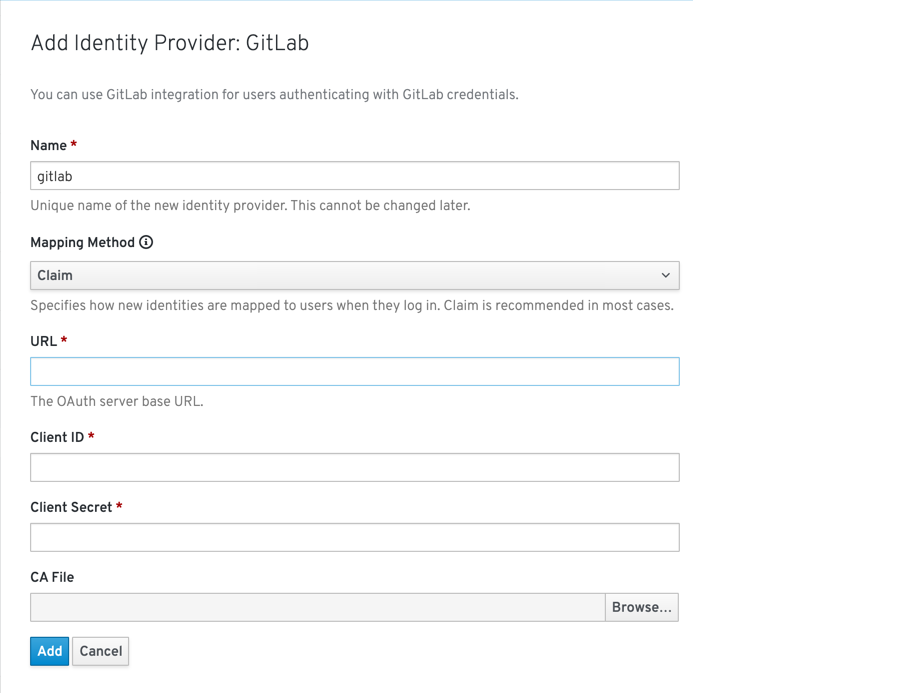 Add Identity Provider: GitLab
You can use GitLab integration for users authenticating with GitLab credentials.
Name *
gitlab
Unique name of the new identity provider. This cannot be changed later.
Mapping Method
Claim
Specifies how new identities are mapped to users when they log in. Claim is recommended in most cases.
URL *
The OAuth server base URL.
Client ID *
Client Secret *
CA File
Browse...
Add Cancel